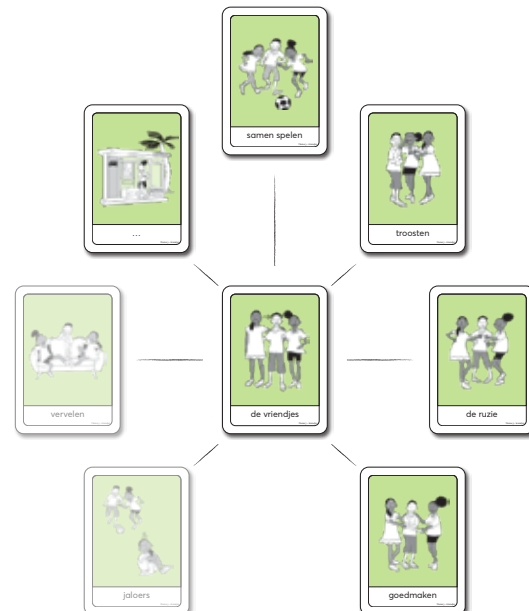 samen spelen
...
troosten
vervelen
de vriendjes
de ruzie
jaloers
goedmaken